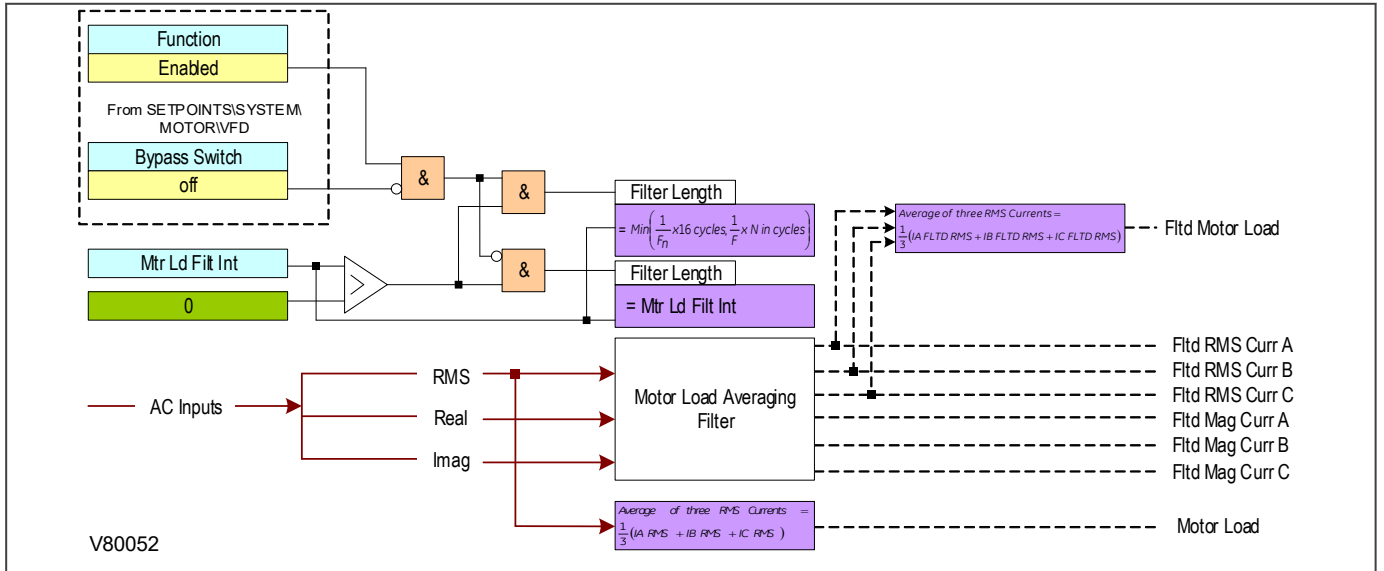 Function
Enabled
From SETPOINTS\SYSTEM\
MOTOR\VFD
Bypass Switch
off
&
&
&
Mtr Ld Filt Int
0
>
Filter Length
= Min(1/Fn x16 cycles, 1/F x N in cycles)
Filter Length
= Mtr Ld Filt Int
Average of three RMS Currents =
1/3 (IA FLTD RMS + IB FLTD RMS + IC FLTD RMS)
Fltd Motor Load
AC Inputs
RMS
Real
Imag
Motor Load Averaging
Filter
Fltd RMS Curr A
Fltd RMS Curr B
Fltd RMS Curr C
Fltd Mag Curr A
Fltd Mag Curr B
Fltd Mag Curr C
Average of three RMS Currents =
1/3 (IA RMS + IB RMS + IC RMS )
Motor Load
V80052